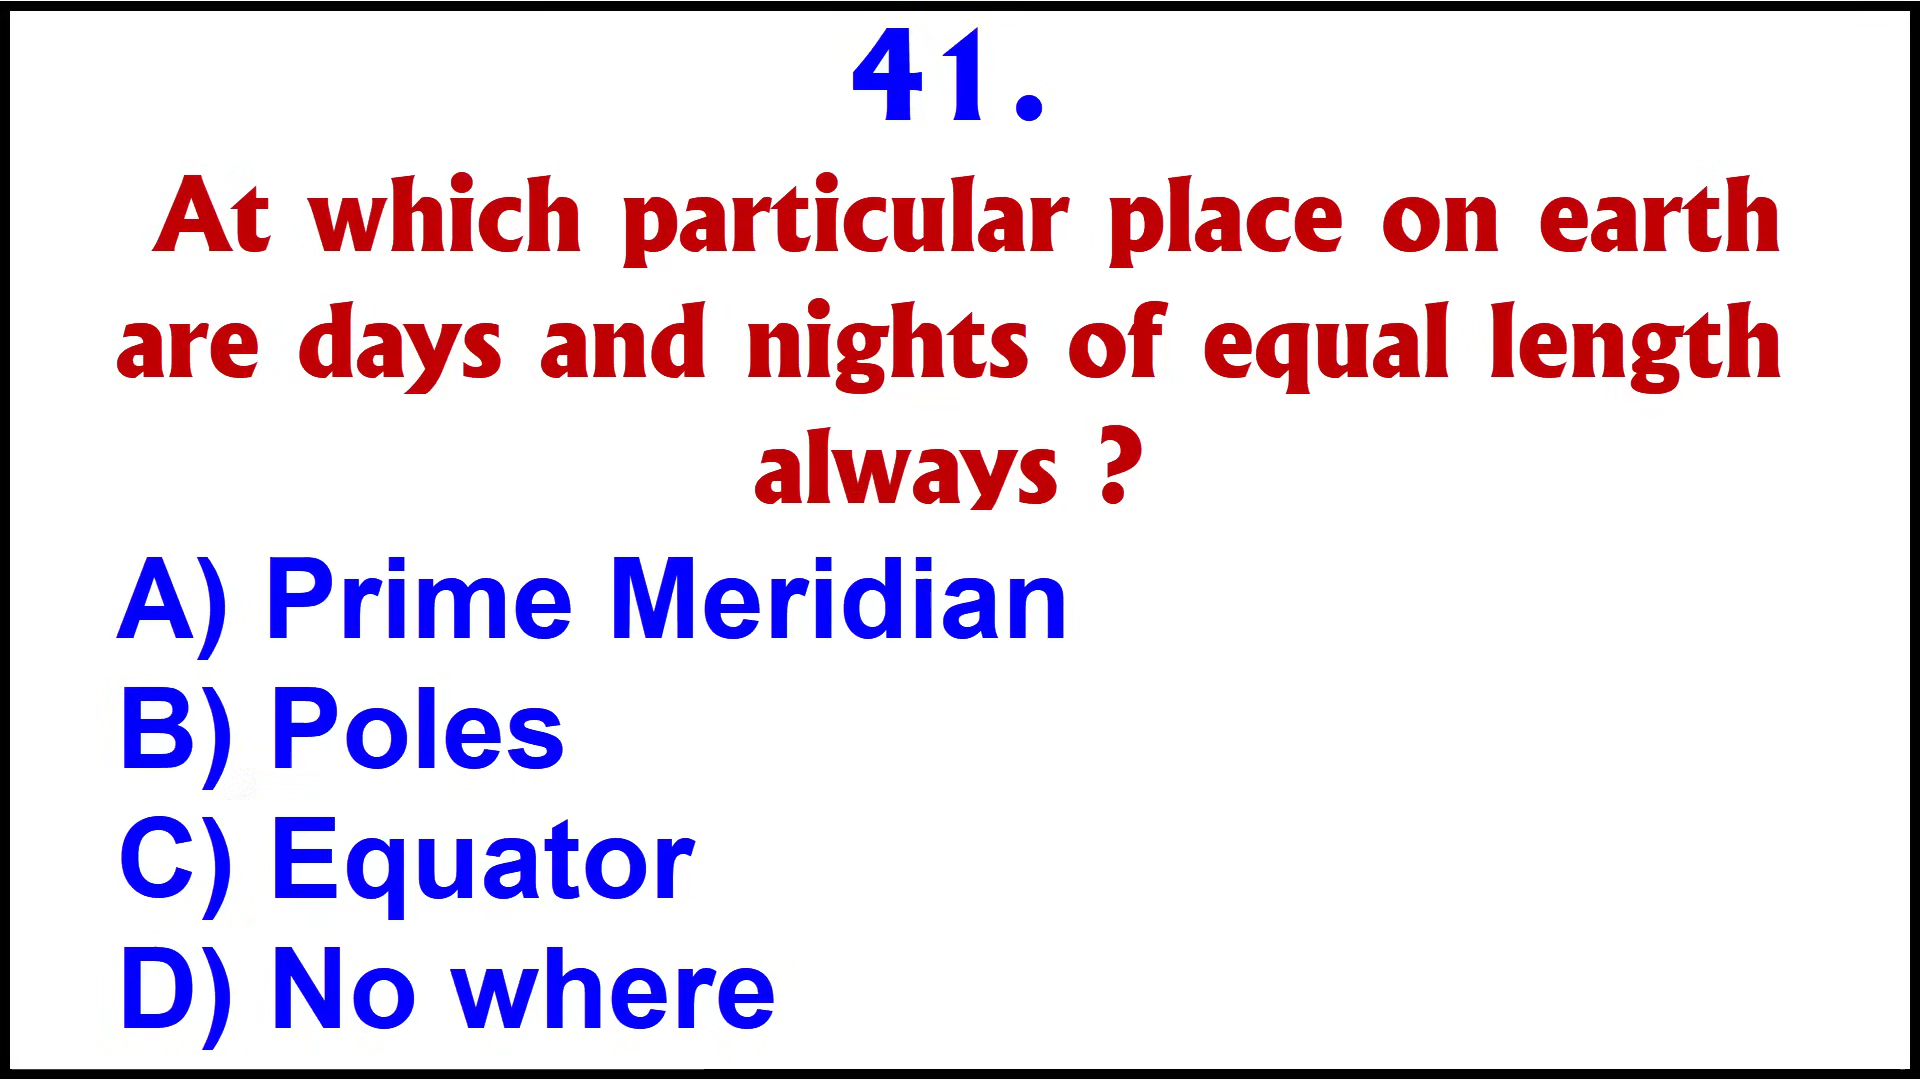 41.
At which particular place on earth
are days and nights of equal length
always ?
A) Prime Meridian
B) Poles
C) Equator
D) No where